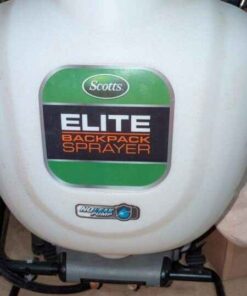 Scotts
ELITE
BACKPACK
SPRAYER
NO LEAK
PUMP